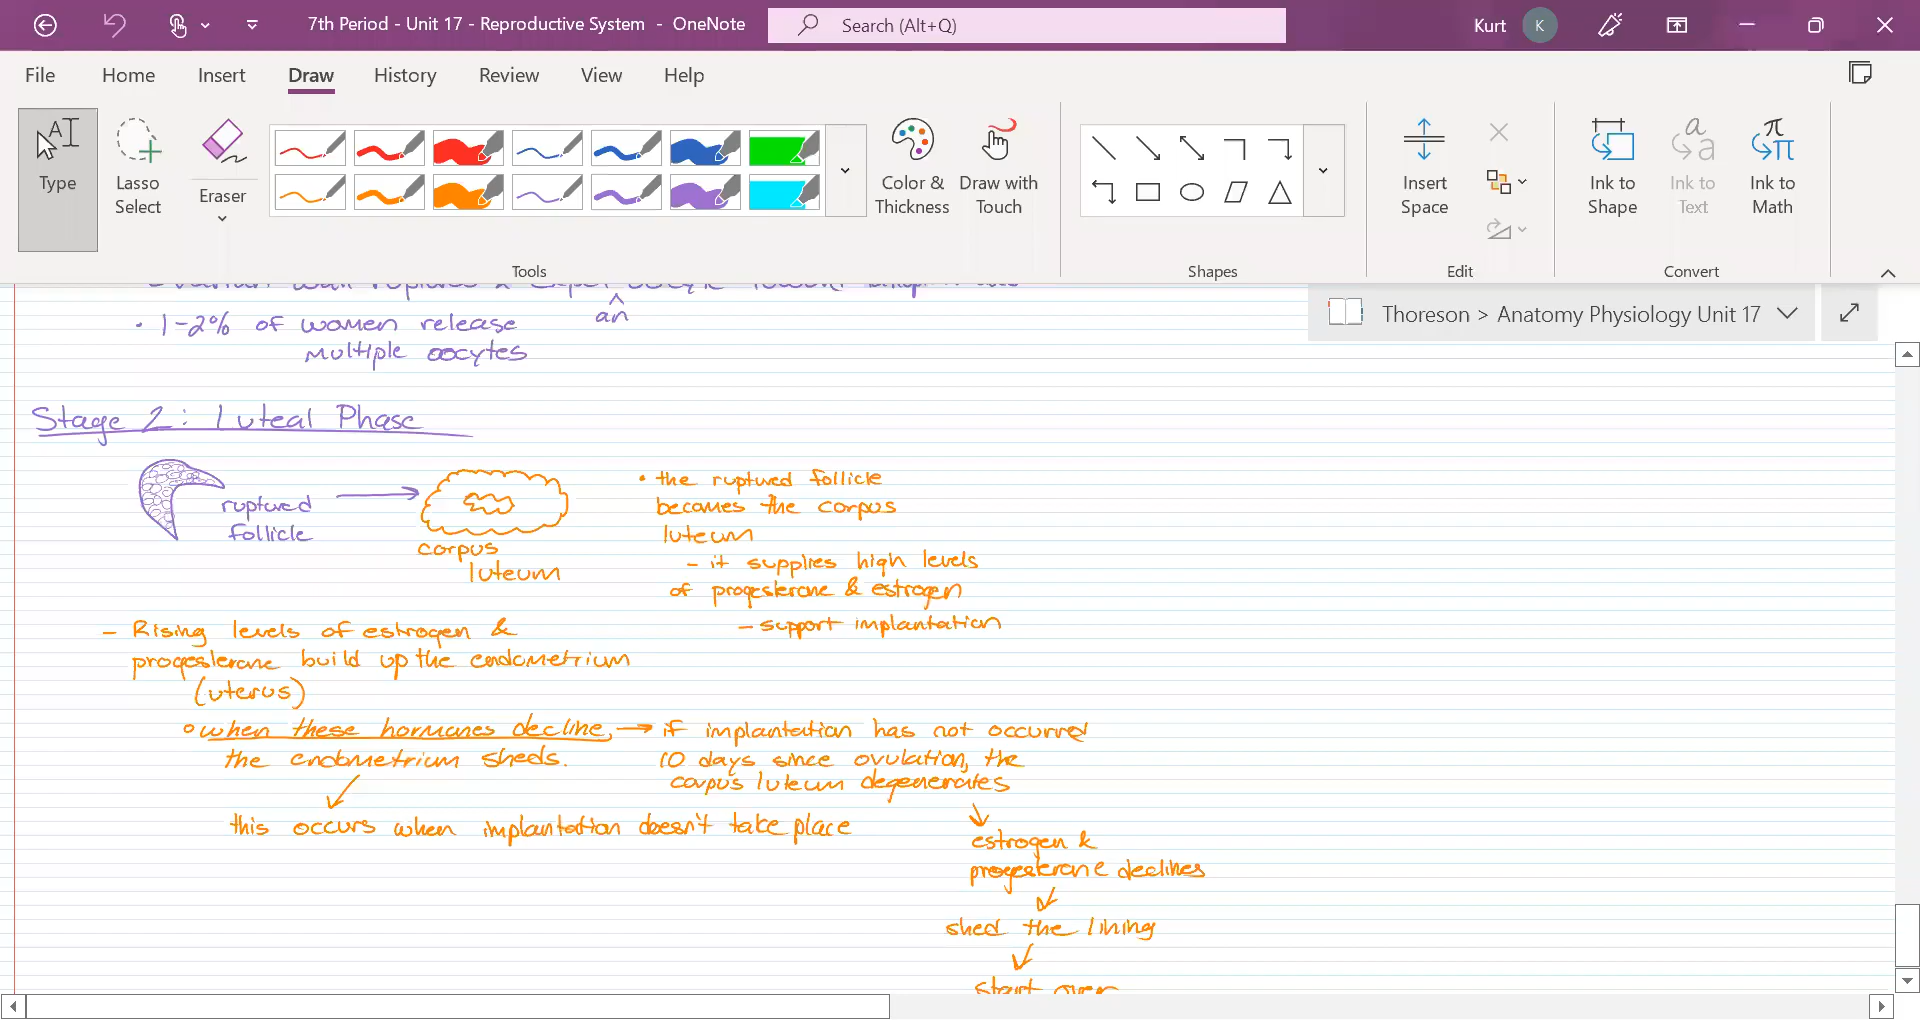 7th Period - Unit 17 - Reproductive System - OneNote
Search (Alt+Q)
Kurt
K
File
Home
Insert
Draw
History
Review
View
Help
Type
Lasso Select
Eraser
Color & Thickness
Draw with Touch
Insert Space
Ink to Shape
Ink to Text
Ink to Math
Tools
Shapes
Edit
Convert
Thoreson > Anatomy Physiology Unit 17
an
• 1-2% of women release
multiple oocytes
Stage 2: Luteal Phase
ruptured
follicle
corpus
luteum
• the ruptured follicle
becomes the corpus
luteum
- it supplies high levels
of progesterone & estrogen
- support implantation
- Rising levels of estrogen &
progesterone build up the endometrium
(uterus)
when these hormones decline,
the endometrium sheds.
→ if implantation has not occurred
10 days since ovulation, the
corpus luteum degenerates
this occurs when implantation doesn't take place
estrogen &
progesterone declines
shed the lining
start over